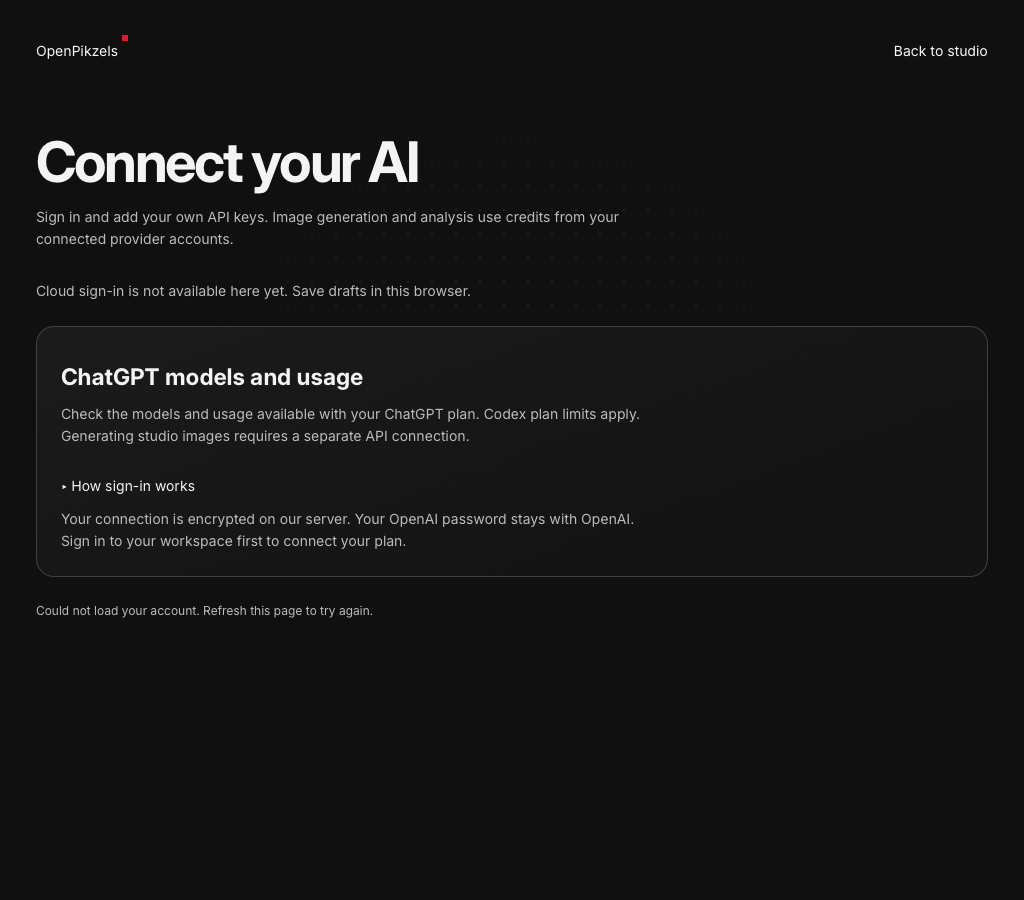 OpenPikzels
Back to studio
Connect your AI
Sign in and add your own API keys. Image generation and analysis use credits from your
connected provider accounts.
Cloud sign-in is not available here yet. Save drafts in this browser.
ChatGPT models and usage
Check the models and usage available with your ChatGPT plan. Codex plan limits apply.
Generating studio images requires a separate API connection.
How sign-in works
Your connection is encrypted on our server. Your OpenAI password stays with OpenAI.
Sign in to your workspace first to connect your plan.
Could not load your account. Refresh this page to try again.